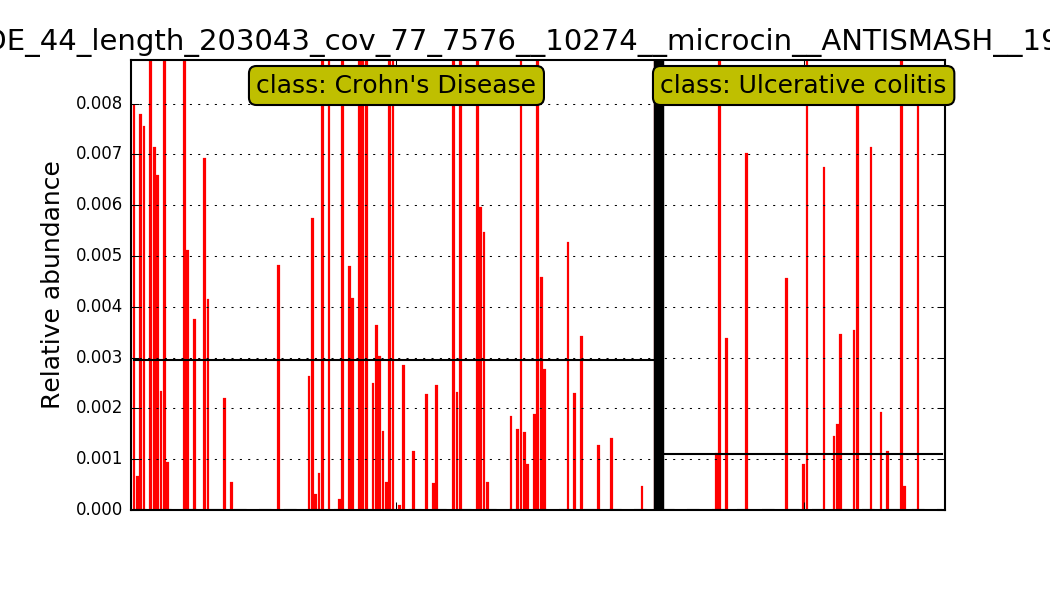 DE_44_length_203043_cov_77_7576__10274__microcin__ANTISMASH__19
class: Crohn's Disease
class: Ulcerative colitis
Relative abundance
0.008
0.007
0.006
0.005
0.004
0.003
0.002
0.001
0.000